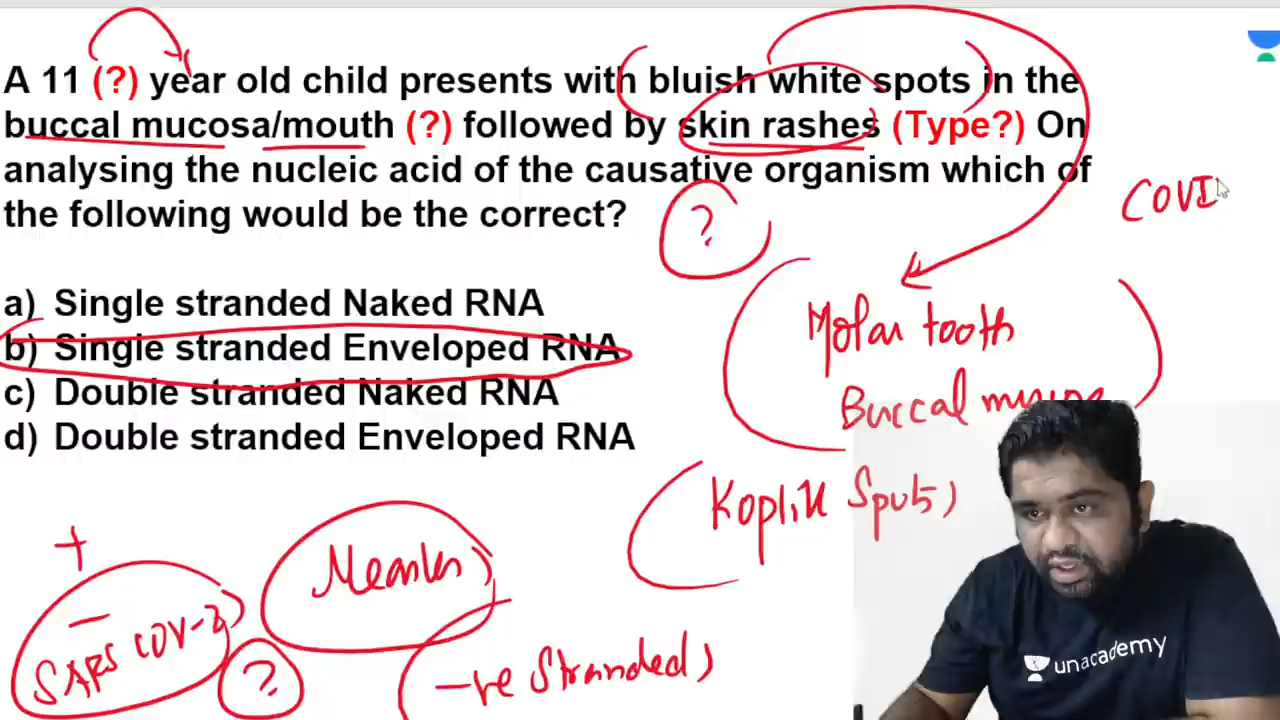 A 11 (?) year old child presents with bluish white spots in the
buccal mucosa/mouth (?) followed by skin rashes (Type?) On
analysing the nucleic acid of the causative organism which of
the following would be the correct?
?
COVI
a) Single stranded Naked RNA
b) Single stranded Enveloped RNA
c) Double stranded Naked RNA
d) Double stranded Enveloped RNA
Molar tooth
Buccal
Koplik Spots
+
-
SARS COV-2
?
Measles
-ve Stranded
unacademy